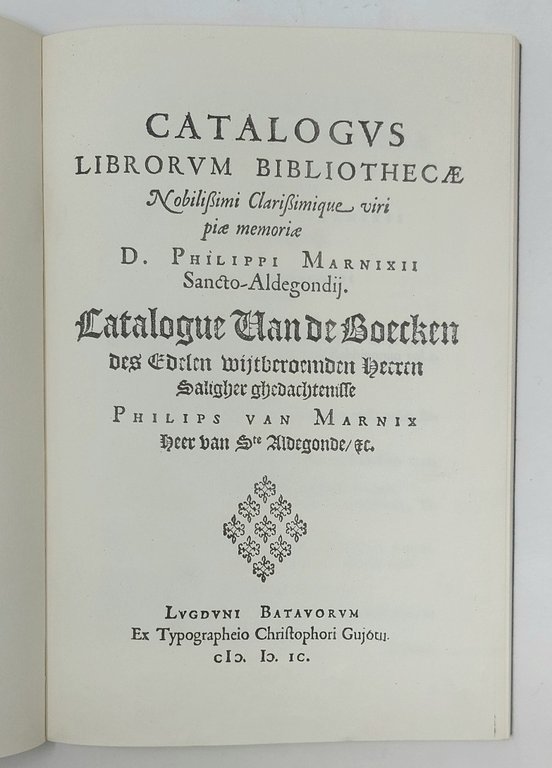 CATALOGVS
LIBRORVM BIBLIOTHECÆ
Nobilißimi Clarißimique viri
piæ memoriæ
D. PHILIPPI MARNIXII
Sancto-Aldegondij.
Catalogue Van de Boecken
des Edelen wijtberoemden Heeren
Saligher ghedachtenisse
PHILIPS VAN MARNIX
Heer van Ste Aldegonde/ &c.
LVGDVNI BATAVORVM
Ex Typographeio Christophori Guyotii.
cIↄ. Iↄ. IC.